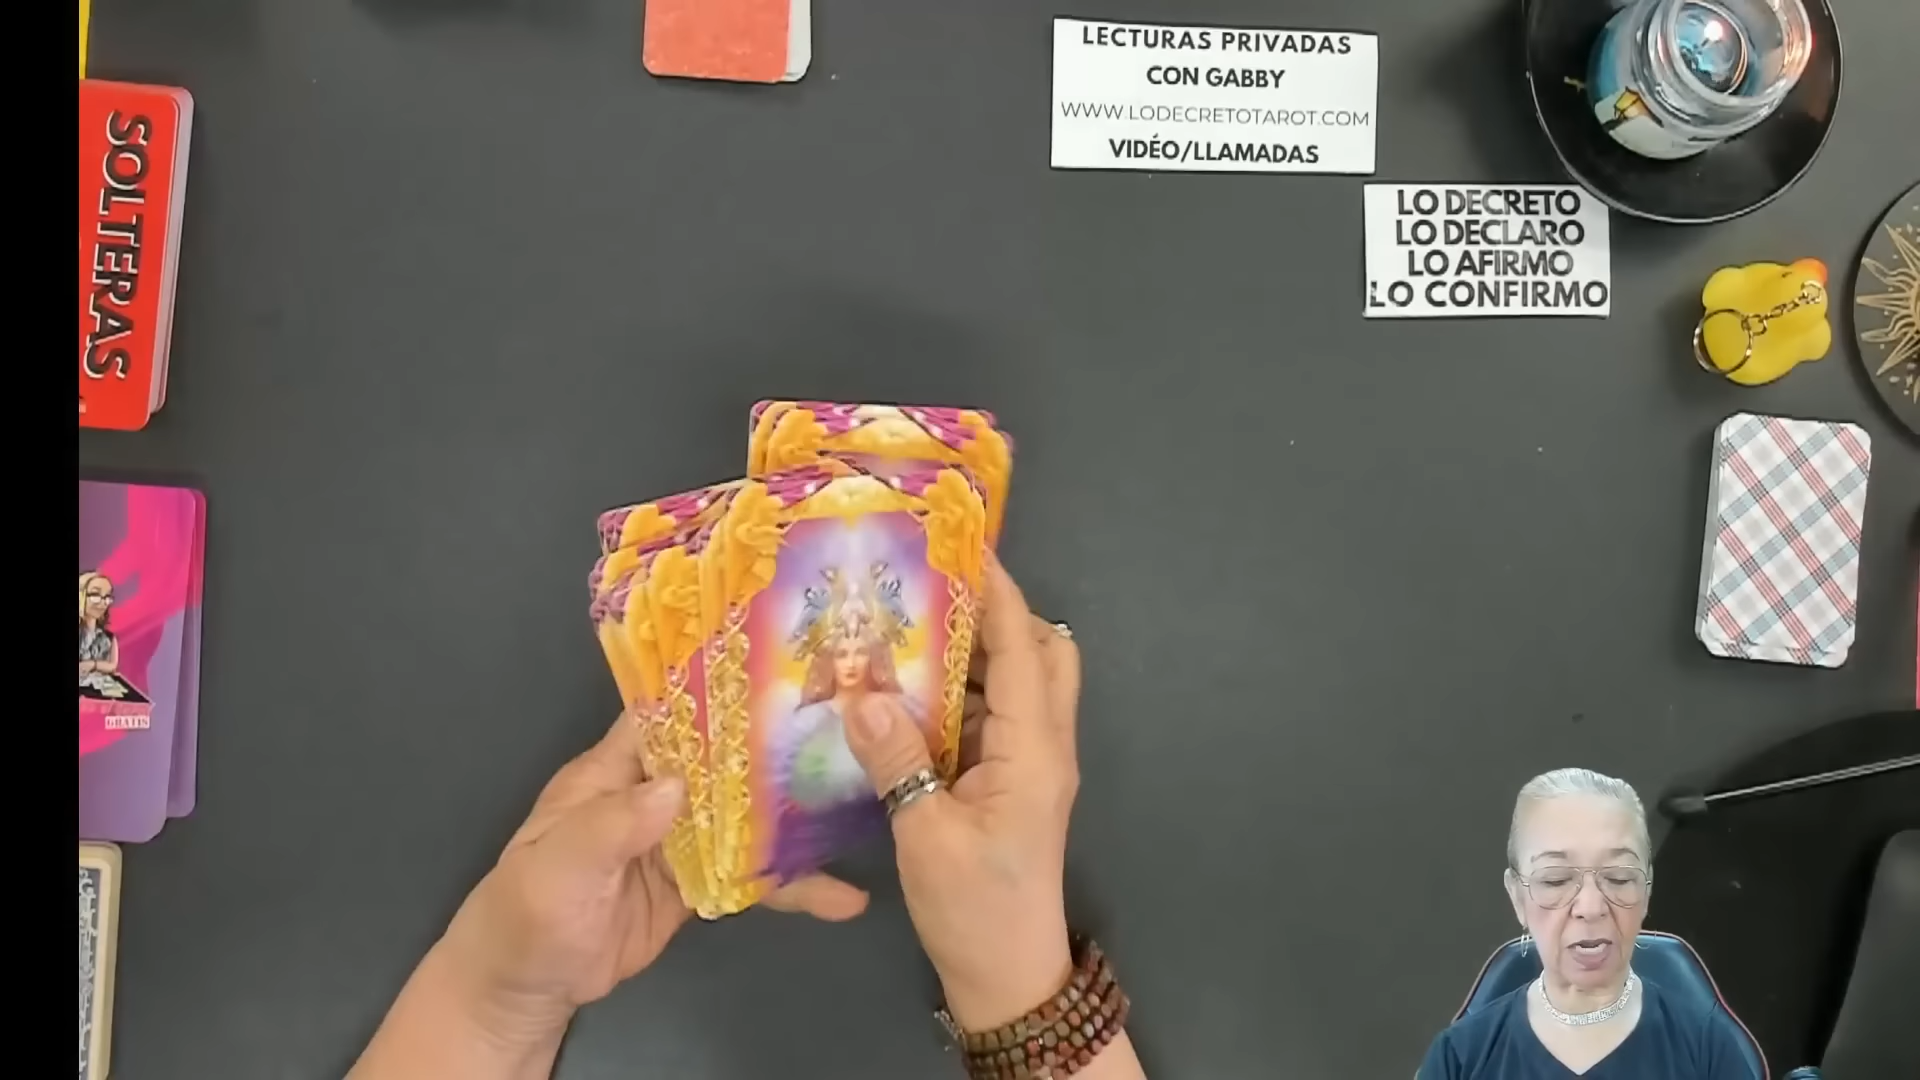 LECTURAS PRIVADAS
CON GABBY
WWW.LODECRETOTAROT.COM
VIDÉO/LLAMADAS
LO DECRETO
LO DECLARO
LO AFIRMO
LO CONFIRMO
SOLTERAS
GRATIS